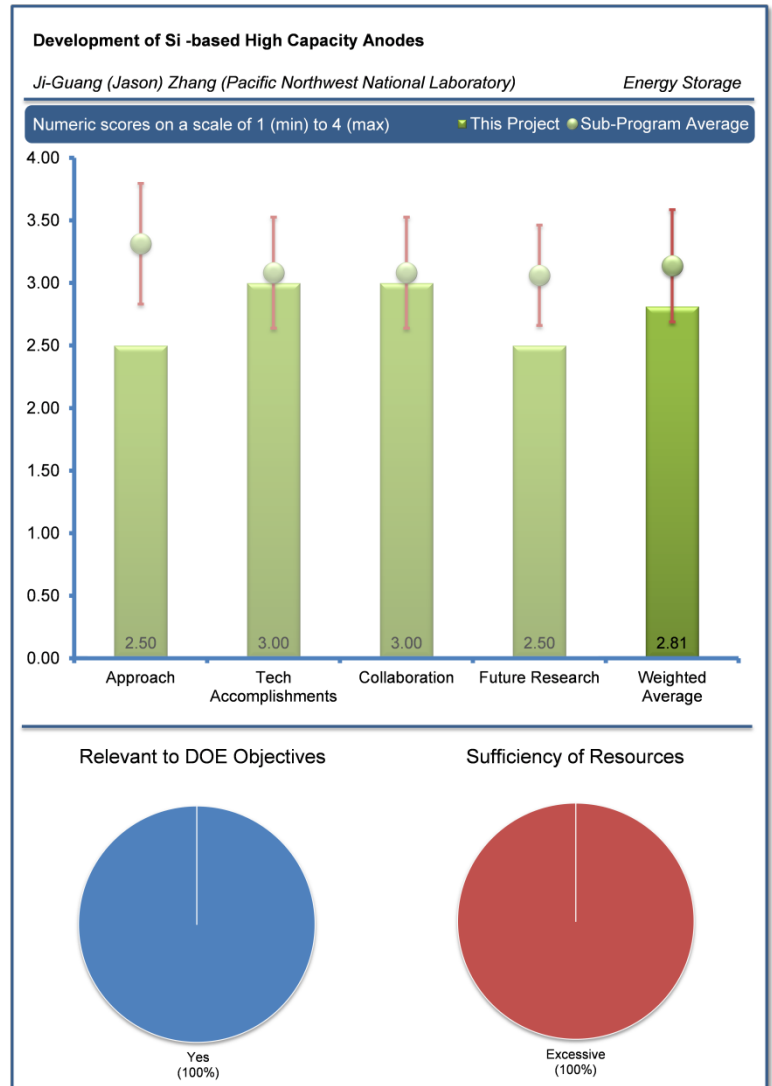 Development of Si -based High Capacity Anodes
Ji-Guang (Jason) Zhang (Pacific Northwest National Laboratory) Energy Storage
Numeric scores on a scale of 1 (min) to 4 (max) This Project Sub-Program Average
4.00
3.50
3.00
2.50
2.00
1.50
1.00
0.50
0.00
2.50 3.00 3.00 2.50 2.81
Approach Tech Accomplishments Collaboration Future Research Weighted Average
Relevant to DOE Objectives Sufficiency of Resources
Yes
(100%)
Excessive
(100%)